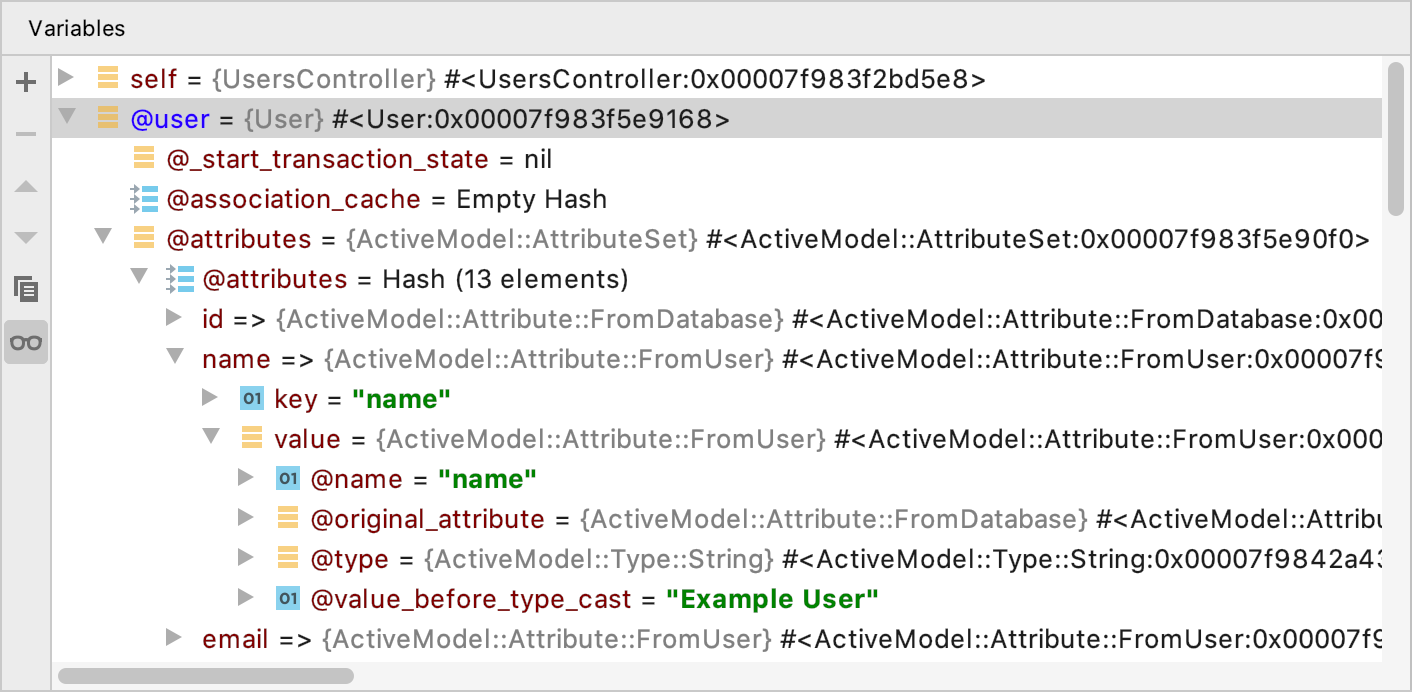 Variables
self = {UsersController} #<UsersController:0x00007f983f2bd5e8>
@user = {User} #<User:0x00007f983f5e9168>
@_start_transaction_state = nil
@association_cache = Empty Hash
@attributes = {ActiveModel::AttributeSet} #<ActiveModel::AttributeSet:0x00007f983f5e90f0>
@attributes = Hash (13 elements)
id => {ActiveModel::Attribute::FromDatabase} #<ActiveModel::Attribute::FromDatabase:0x00
name => {ActiveModel::Attribute::FromUser} #<ActiveModel::Attribute::FromUser:0x00007f9
01 key = "name"
value = {ActiveModel::Attribute::FromUser} #<ActiveModel::Attribute::FromUser:0x000
01 @name = "name"
@original_attribute = {ActiveModel::Attribute::FromDatabase} #<ActiveModel::Attribu
@type = {ActiveModel::Type::String} #<ActiveModel::Type::String:0x00007f9842a43
01 @value_before_type_cast = "Example User"
email => {ActiveModel::Attribute::FromUser} #<ActiveModel::Attribute::FromUser:0x00007f9